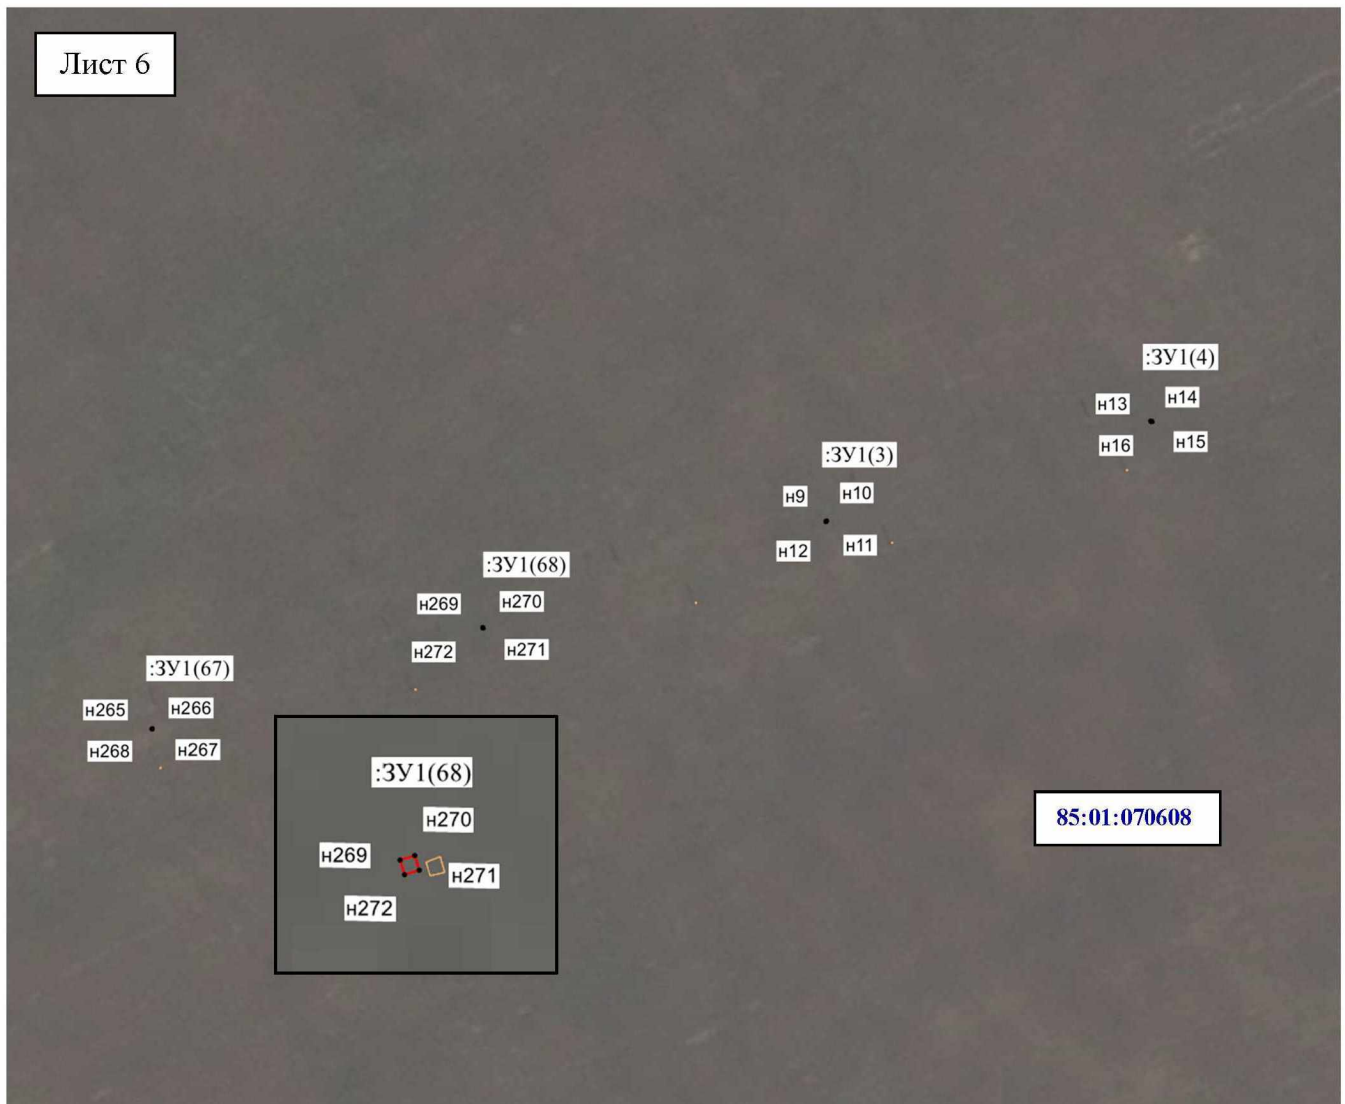 Лист 6
:ЗУ1(4)
н13
н14
н16
н15
:ЗУ1(3)
н9
н10
н12
н11
:ЗУ1(68)
н269
н270
н272
н271
:ЗУ1(67)
н265
н266
н268
н267
:ЗУ1(68)
н270
н269
н271
н272
85:01:070608